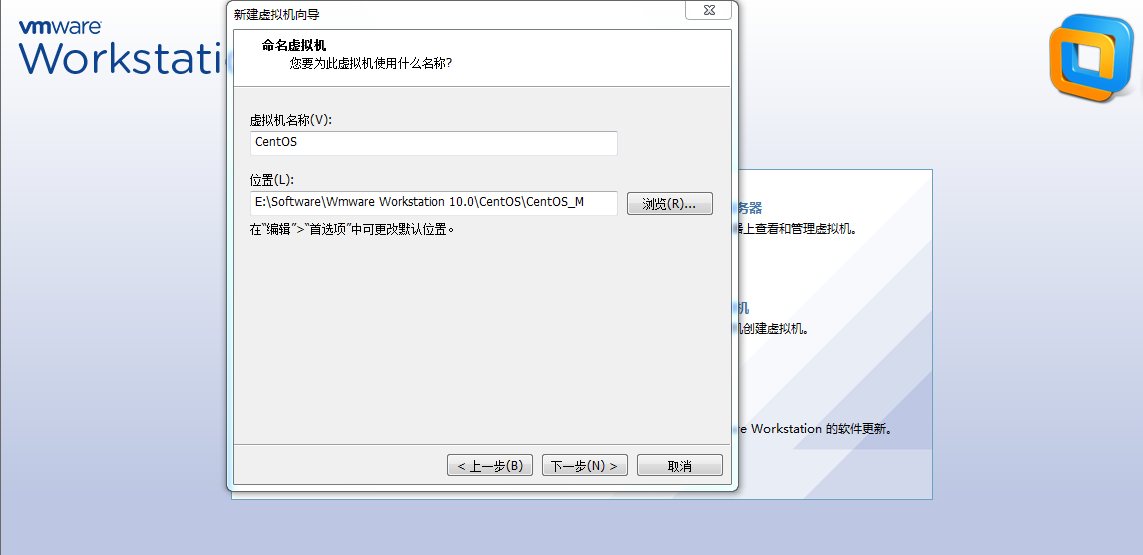 vmware
Workstati
新建虚拟机向导
命名虚拟机
您要为此虚拟机使用什么名称?
虚拟机名称(V):
CentOS
位置(L):
E:\Software\Wmware Workstation 10.0\CentOS\CentOS_M
浏览(R)...
在"编辑">"首选项"中可更改默认位置。
务器
器上查看和管理虚拟机。
机
机创建虚拟机。
re Workstation 的软件更新。
< 上一步(B)
下一步(N) >
取消